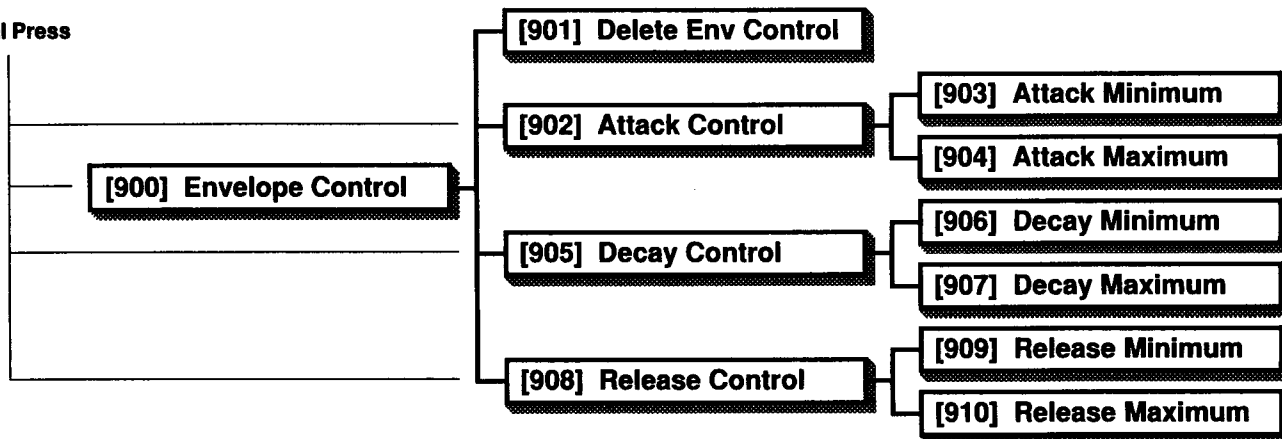 l Press
[900] Envelope Control
[901] Delete Env Control
[902] Attack Control
[903] Attack Minimum
[904] Attack Maximum
[905] Decay Control
[906] Decay Minimum
[907] Decay Maximum
[908] Release Control
[909] Release Minimum
[910] Release Maximum